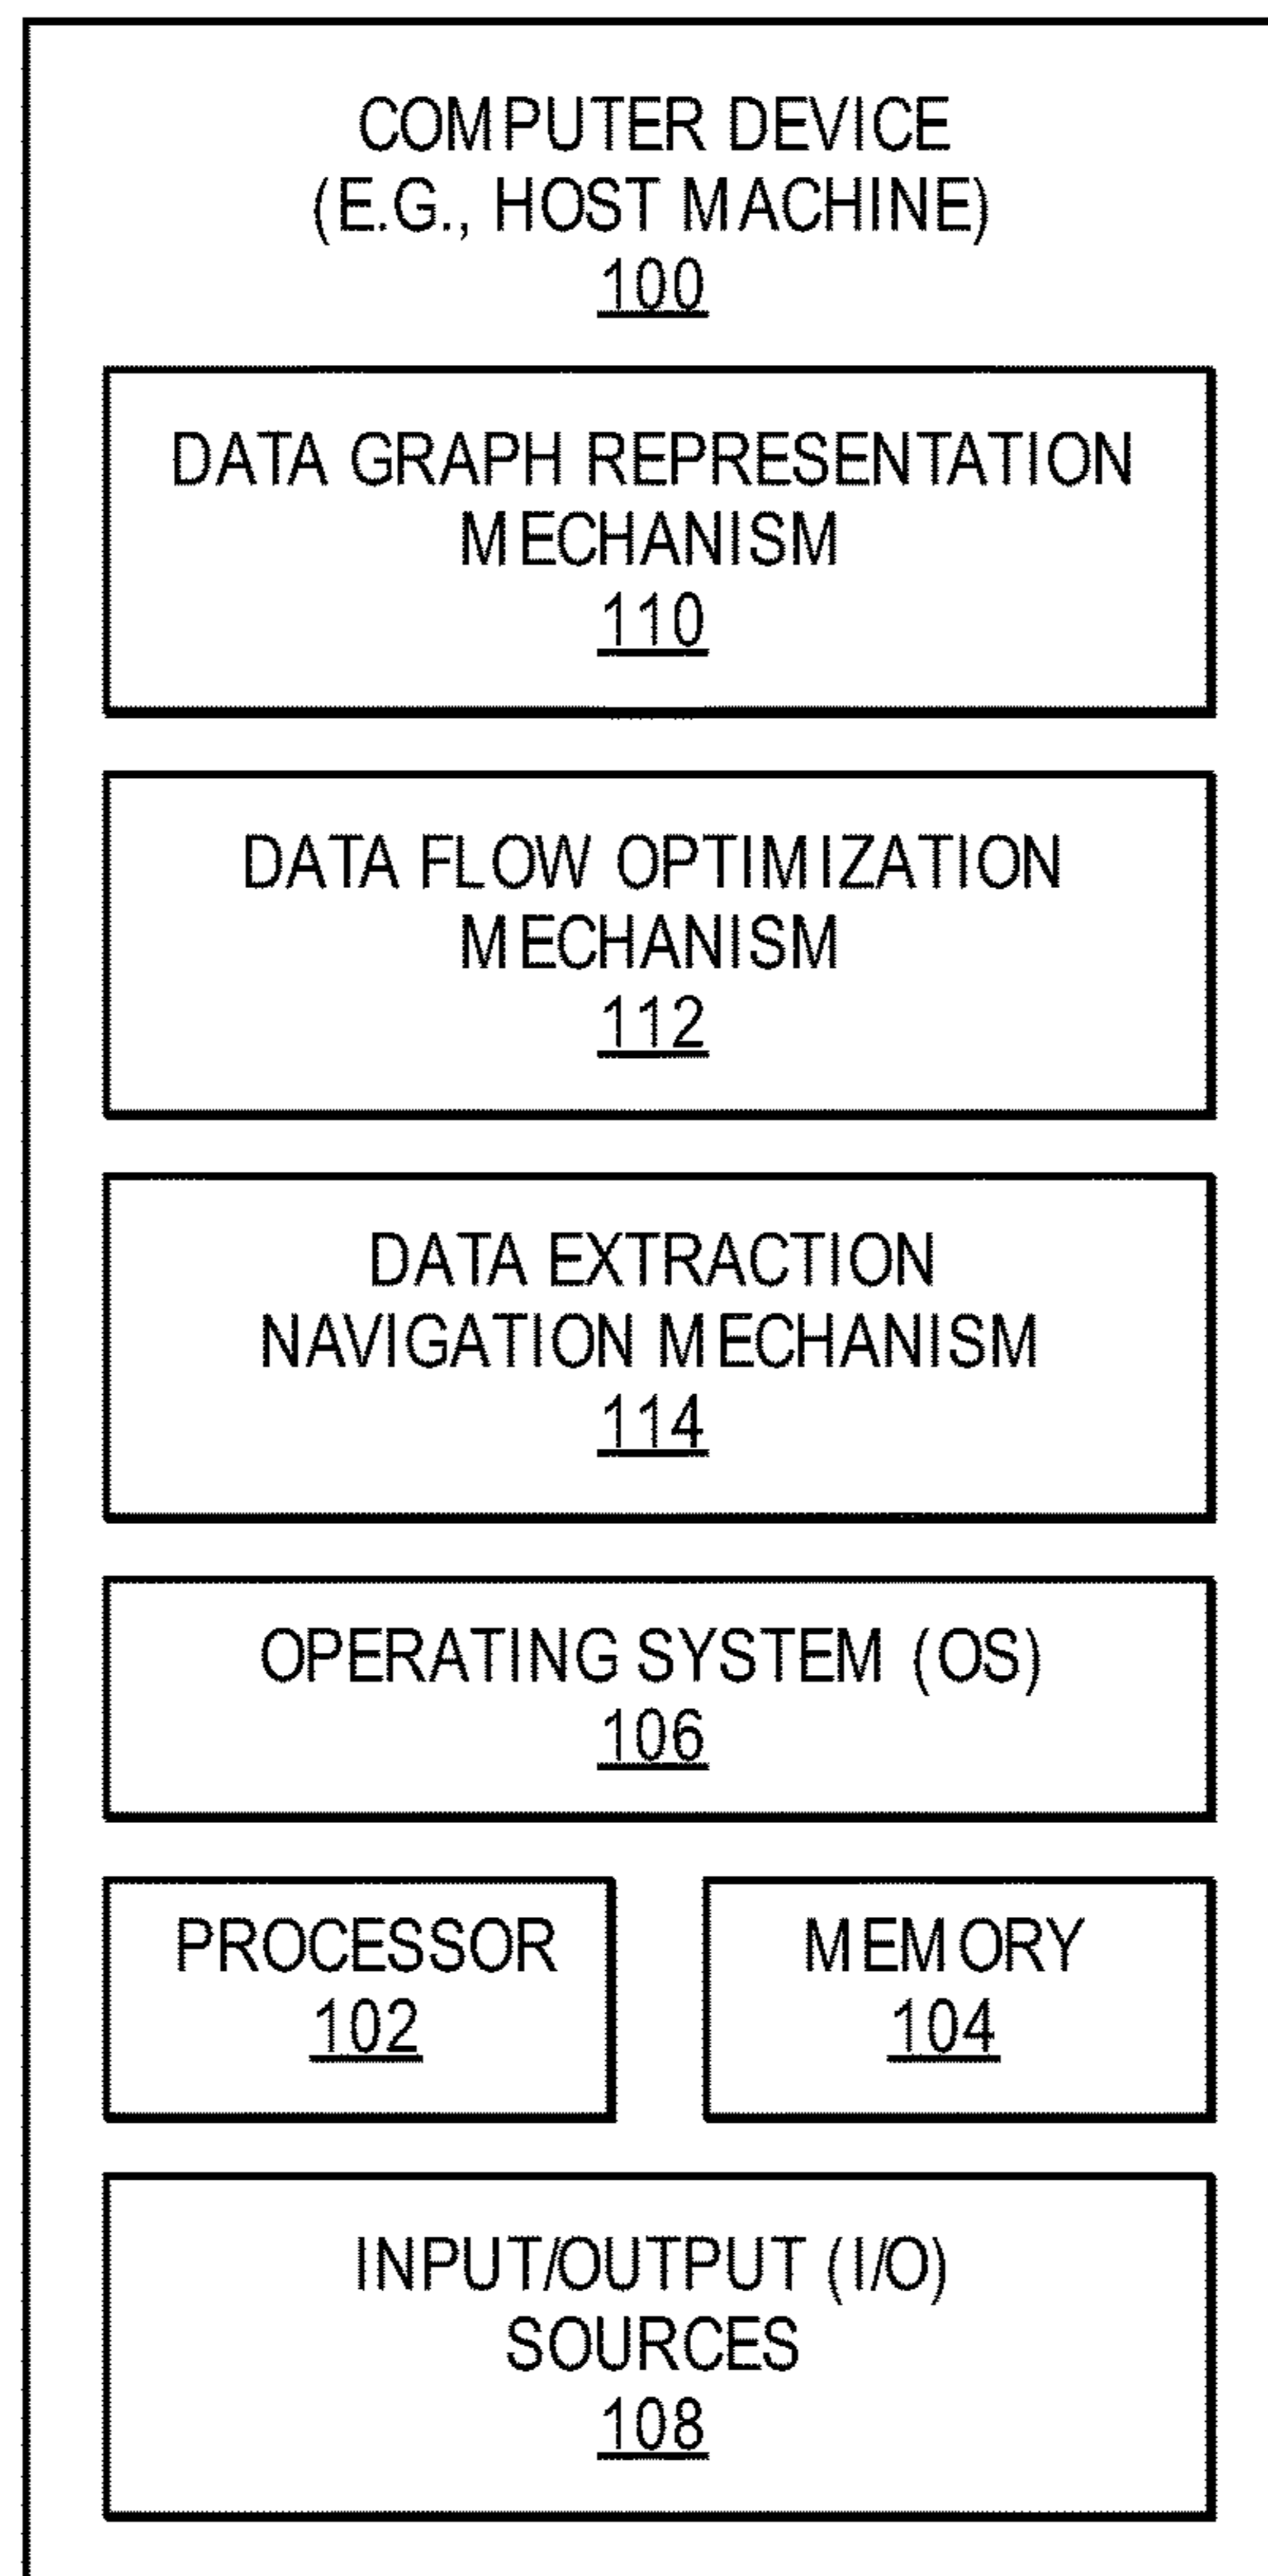 COMPUTER DEVICE
(E.G., HOST MACHINE)
100
DATA GRAPH REPRESENTATION
MECHANISM
110
DATA FLOW OPTIMIZATION
MECHANISM
112
DATA EXTRACTION
NAVIGATION MECHANISM
114
OPERATING SYSTEM (OS)
106
PROCESSOR
102
MEMORY
104
INPUT/OUTPUT (I/O)
SOURCES
108